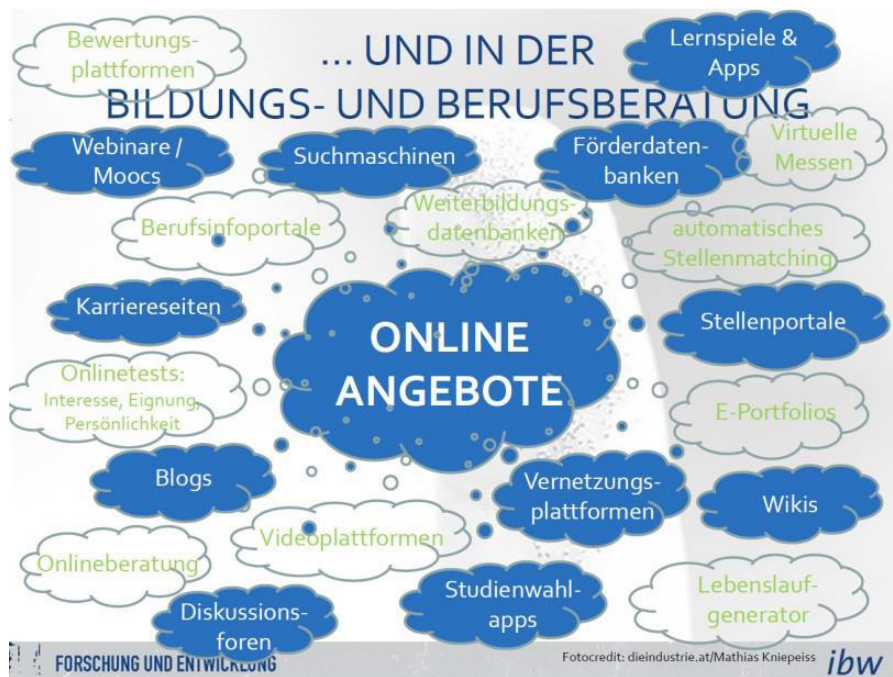 Bewertungs-
plattformen
... UND IN DER
BILDUNGS- UND BERUFSBERATUNG
Lernspiele &
Apps
Webinare /
Moocs
Suchmaschinen
Förderdaten-
banken
Virtuelle
Messen
Berufsinfoportale
Weiterbildungs-
datenbanken
automatisches
Stellenmatching
Karriereseiten
ONLINE
ANGEBOTE
Stellenportale
Onlinetests:
Interesse, Eignung,
Persönlichkeit
E-Portfolios
Blogs
Vernetzungs-
plattformen
Wikis
Videoplattformen
Onlineberatung
Studienwahl-
apps
Lebenslauf-
generator
Diskussions-
foren
FORSCHUNG UND ENTWICKLUNG
Fotocredit: dieindustrie.at/Mathias Kniepeiss
ibw